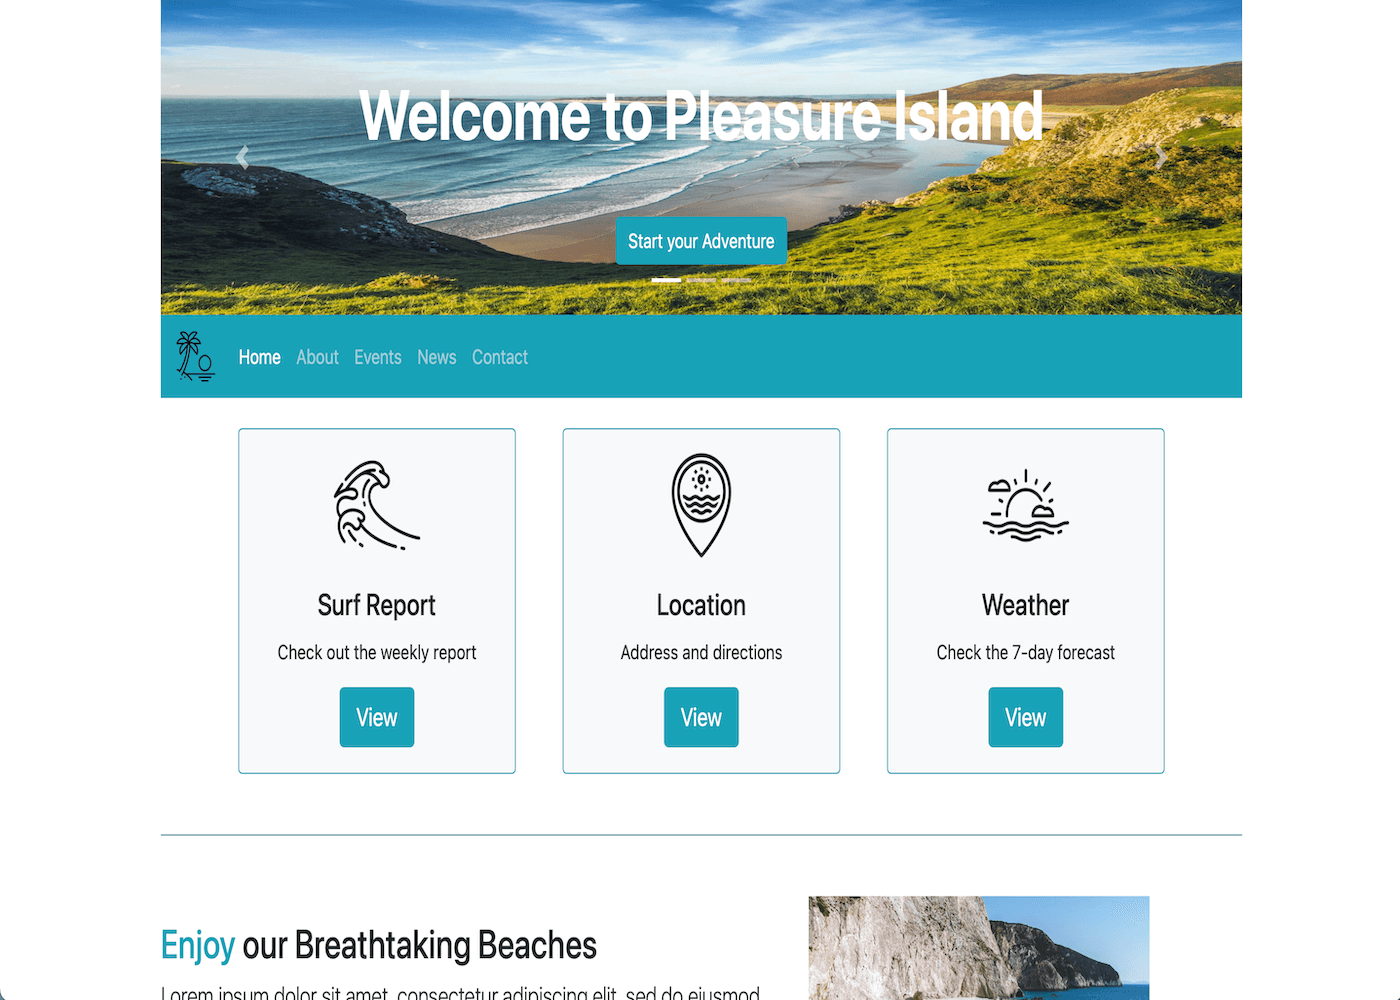 Welcome to Pleasure Island
Start your Adventure
Home About Events News Contact
Surf Report
Check out the weekly report
View
Location
Address and directions
View
Weather
Check the 7-day forecast
View
Enjoy our Breathtaking Beaches
Lorem ipsum dolor sit amet, consectetur adipiscing elit, sed do eiusmod